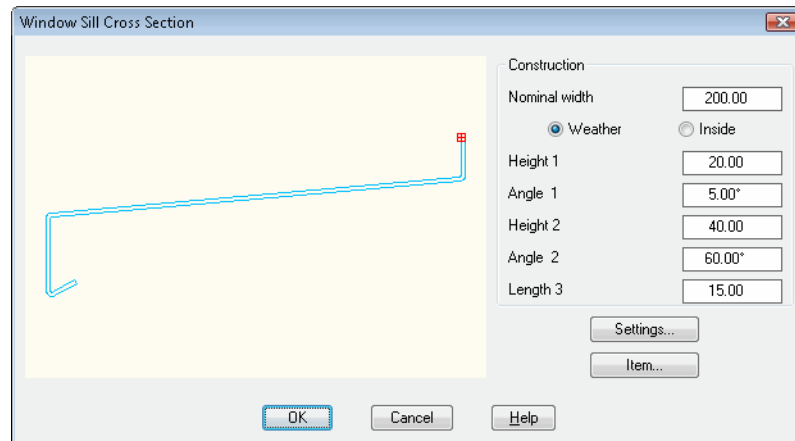 Window Sill Cross Section
Construction
Nominal width 200.00
Weather Inside
Height 1 20.00
Angle 1 5.00°
Height 2 40.00
Angle 2 60.00°
Length 3 15.00
Settings...
Item...
OK Cancel Help